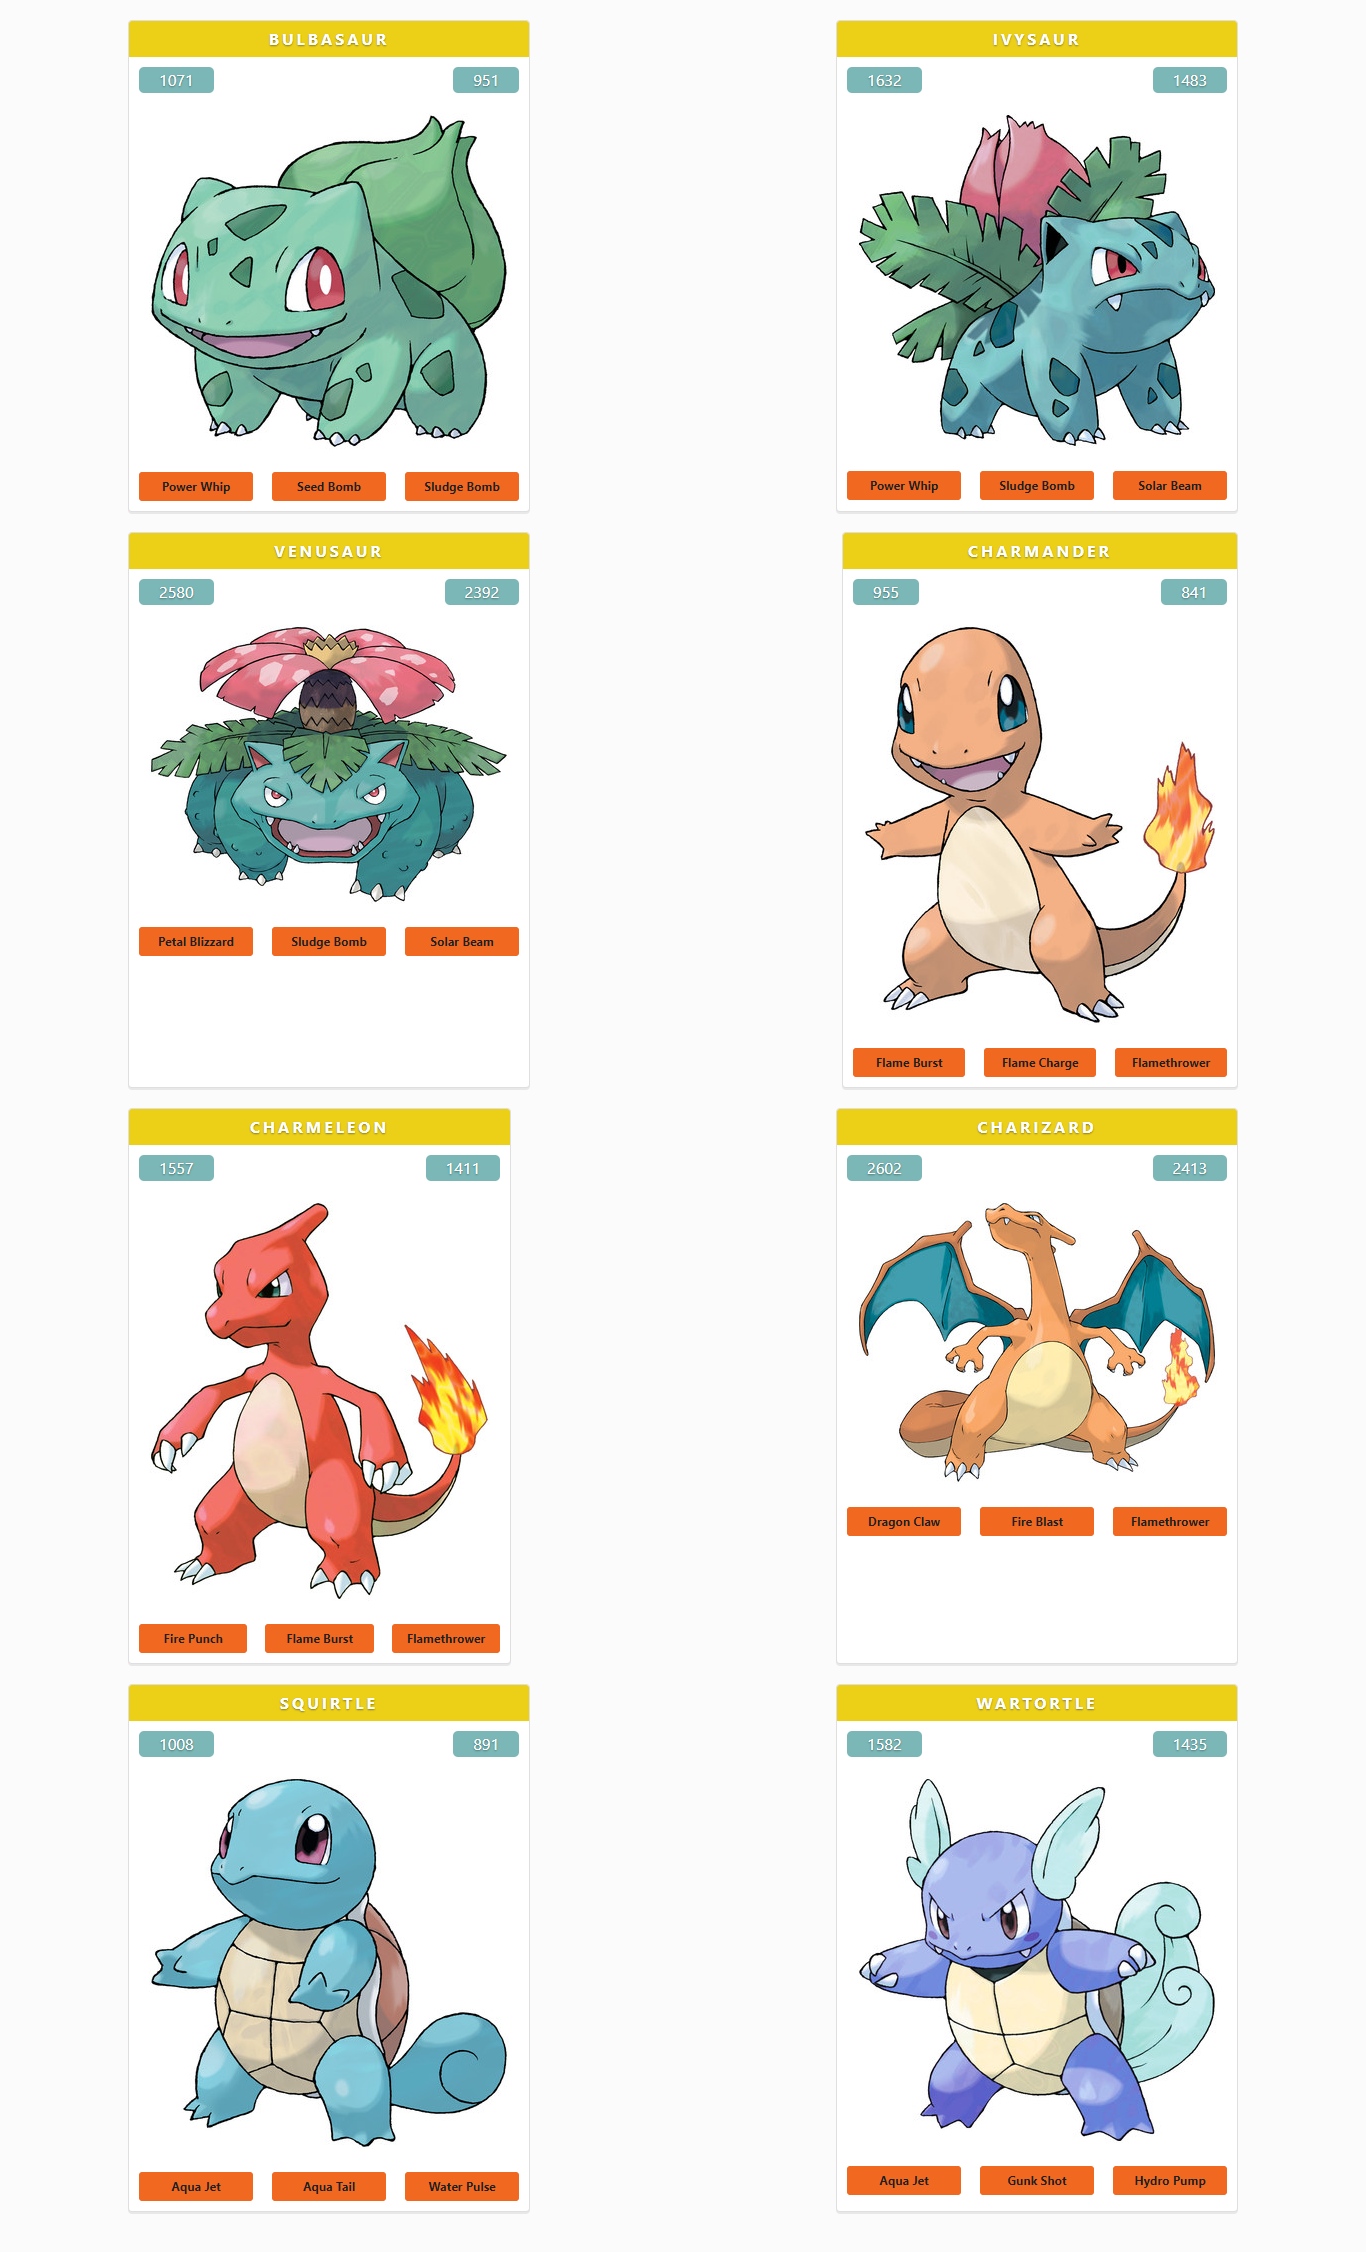 BULBASAUR
1071 951
Power Whip Seed Bomb Sludge Bomb
IVYSAUR
1632 1483
Power Whip Sludge Bomb Solar Beam
VENUSAUR
2580 2392
Petal Blizzard Sludge Bomb Solar Beam
CHARMANDER
955 841
Flame Burst Flame Charge Flamethrower
CHARMELEON
1557 1411
Fire Punch Flame Burst Flamethrower
CHARIZARD
2602 2413
Dragon Claw Fire Blast Flamethrower
SQUIRTLE
1008 891
Aqua Jet Aqua Tail Water Pulse
WARTORTLE
1582 1435
Aqua Jet Gunk Shot Hydro Pump